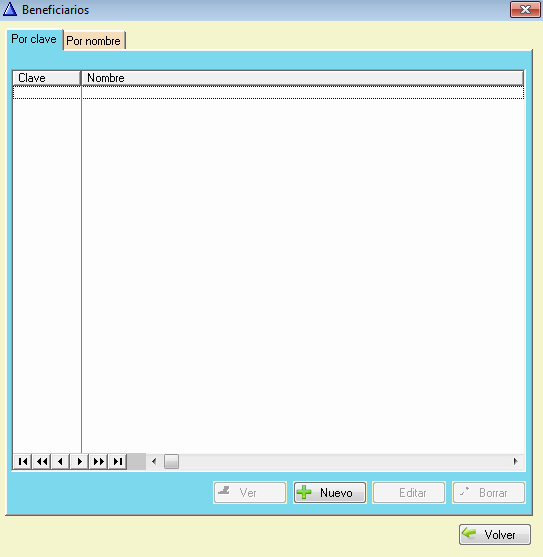 Beneficiarios
Por clave Por nombre
Clave Nombre
Ver Nuevo Editar Borrar
Volver